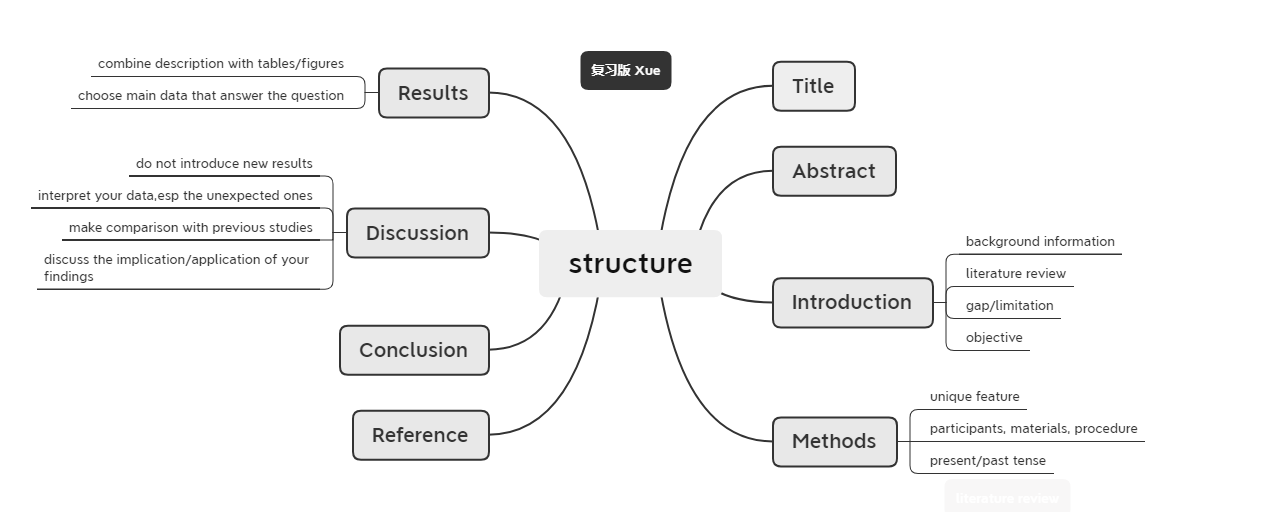 复习版 Xue
structure
Title
Abstract
Introduction
background information
literature review
gap/limitation
objective
Methods
unique feature
participants, materials, procedure
present/past tense
literature review
Results
combine description with tables/figures
choose main data that answer the question
Discussion
do not introduce new results
interpret your data,esp the unexpected ones
make comparison with previous studies
discuss the implication/application of your
findings
Conclusion
Reference